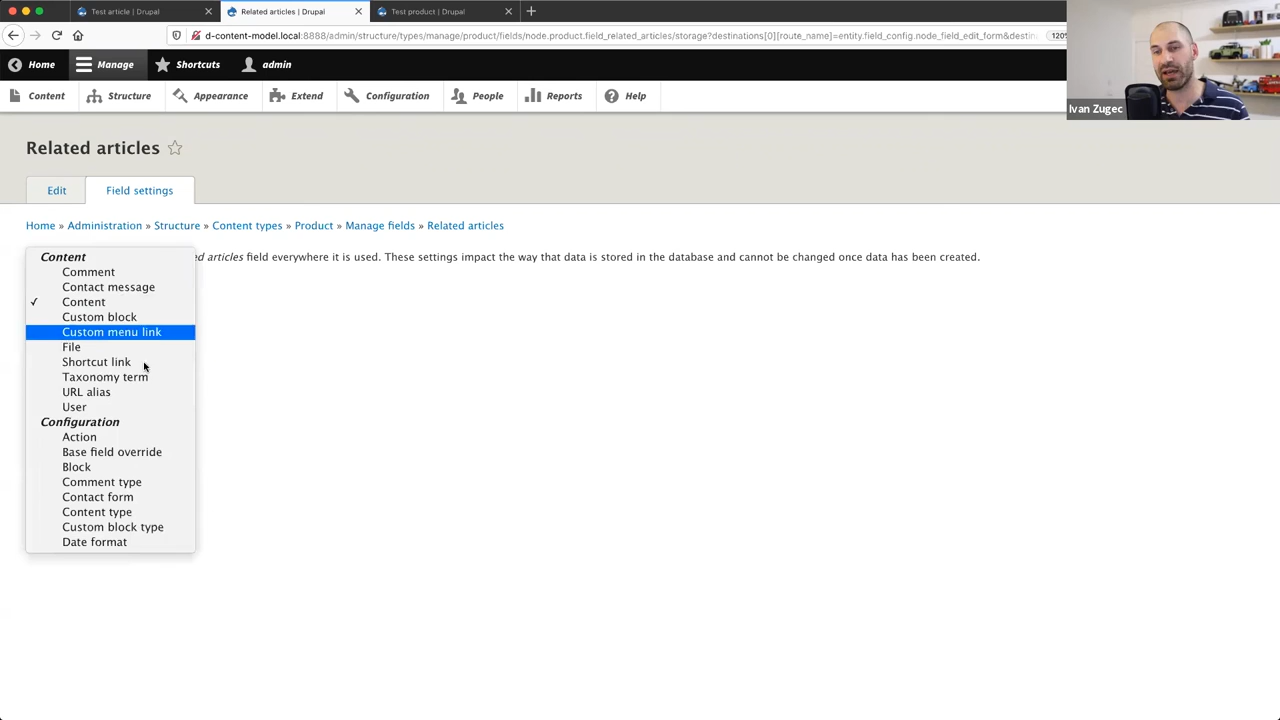 Test article | Drupal
Related articles | Drupal
Test product | Drupal
d-content-model.local:8888/admin/structure/types/manage/product/fields/node.product.field_related_articles/storage?destinations[0][route_name]=entity.field_config.node_field_edit_form&destin
120%
Home
Manage
Shortcuts
admin
Content
Structure
Appearance
Extend
Configuration
People
Reports
Help
Ivan Zugec
Related articles
Edit
Field settings
Home » Administration » Structure » Content types » Product » Manage fields » Related articles
articles field everywhere it is used. These settings impact the way that data is stored in the database and cannot be changed once data has been created.
Content
Comment
Contact message
✓ Content
Custom block
Custom menu link
File
Shortcut link
Taxonomy term
URL alias
User
Configuration
Action
Base field override
Block
Comment type
Contact form
Content type
Custom block type
Date format